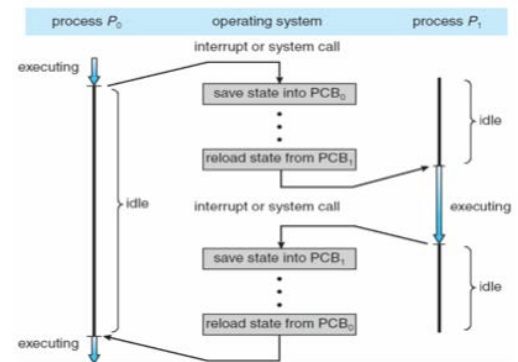 process P₀ operating system process P₁
interrupt or system call
executing
save state into PCB₀
idle
reload state from PCB₁
idle
interrupt or system call
executing
save state into PCB₁
idle
reload state from PCB₀
executing